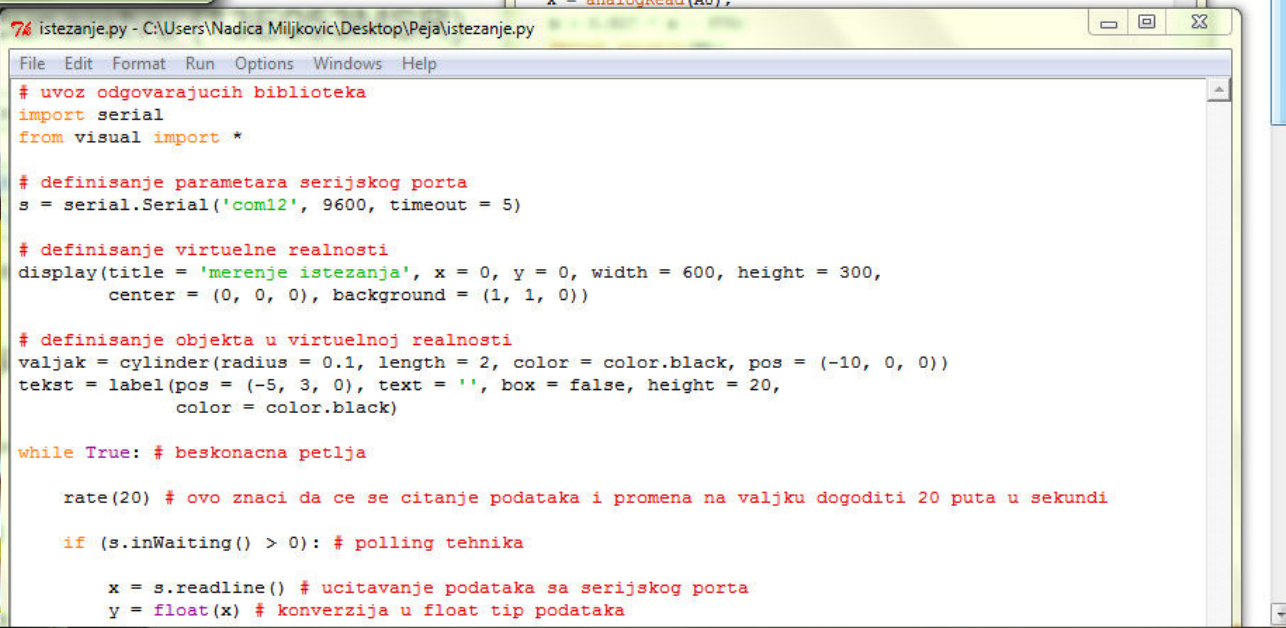 x = analogRead(A0);
istezanje.py - C:\Users\Nadica Miljkovic\Desktop\Peja\istezanje.py
File Edit Format Run Options Windows Help
# uvoz odgovarajucih biblioteka
import serial
from visual import *
# definisanje parametara serijskog porta
s = serial.Serial('com12', 9600, timeout = 5)
# definisanje virtuelne realnosti
display(title = 'merenje istezanja', x = 0, y = 0, width = 600, height = 300,
center = (0, 0, 0), background = (1, 1, 0))
# definisanje objekta u virtuelnoj realnosti
valjak = cylinder(radius = 0.1, length = 2, color = color.black, pos = (-10, 0, 0))
tekst = label(pos = (-5, 3, 0), text = '', box = false, height = 20,
color = color.black)
while True: # beskonacna petlja
rate(20) # ovo znaci da ce se citanje podataka i promena na valjku dogoditi 20 puta u sekundi
if (s.inWaiting() > 0): # polling tehnika
x = s.readline() # ucitavanje podataka sa serijskog porta
y = float(x) # konverzija u float tip podataka